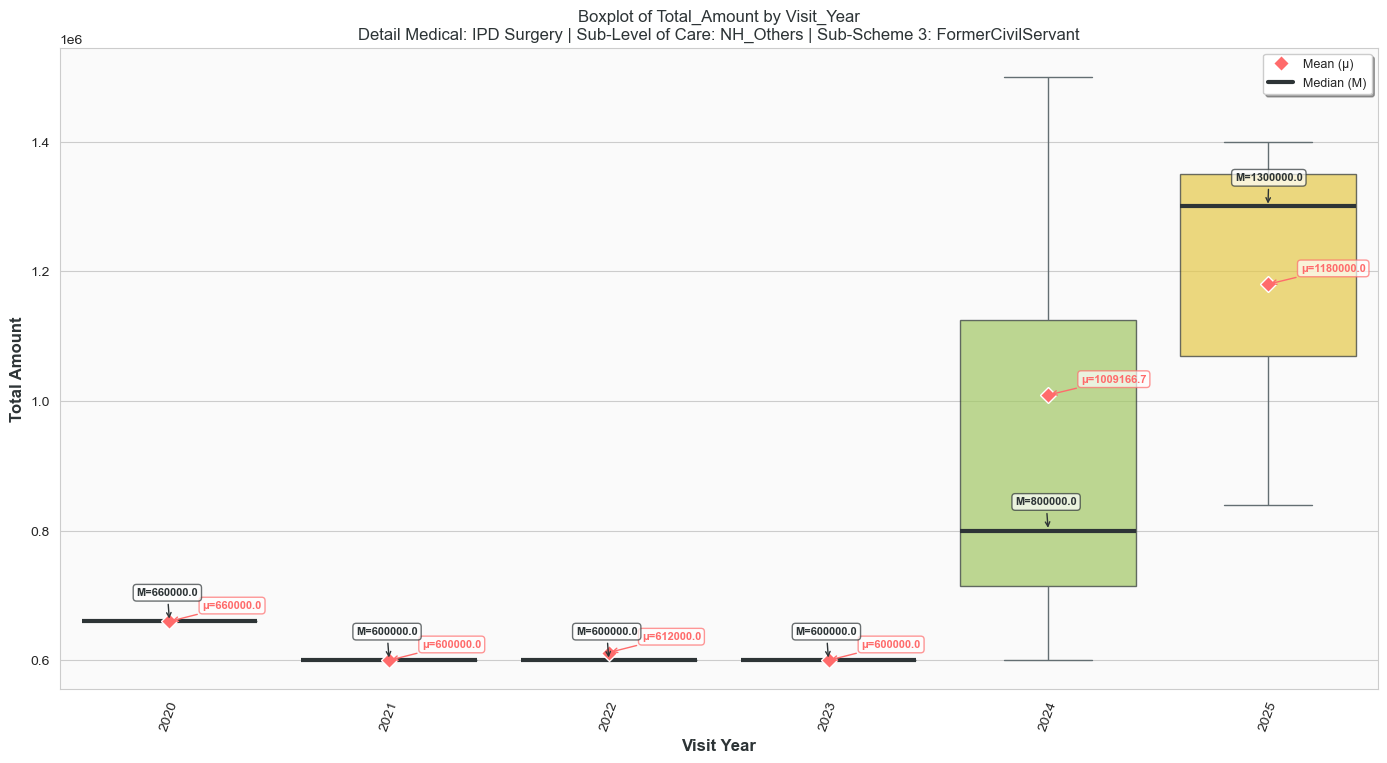 Boxplot of Total_Amount by Visit_Year
Detail Medical: IPD Surgery | Sub-Level of Care: NH_Others | Sub-Scheme 3: FormerCivilServant
1e6
Mean (μ)
Median (M)
1.4
1.2
1.0
0.8
0.6
Total Amount
M=660000.0
μ=660000.0
M=600000.0
μ=600000.0
M=600000.0
μ=612000.0
M=600000.0
μ=600000.0
M=800000.0
μ=1009166.7
M=1300000.0
μ=1180000.0
2020
2021
2022
2023
2024
2025
Visit Year